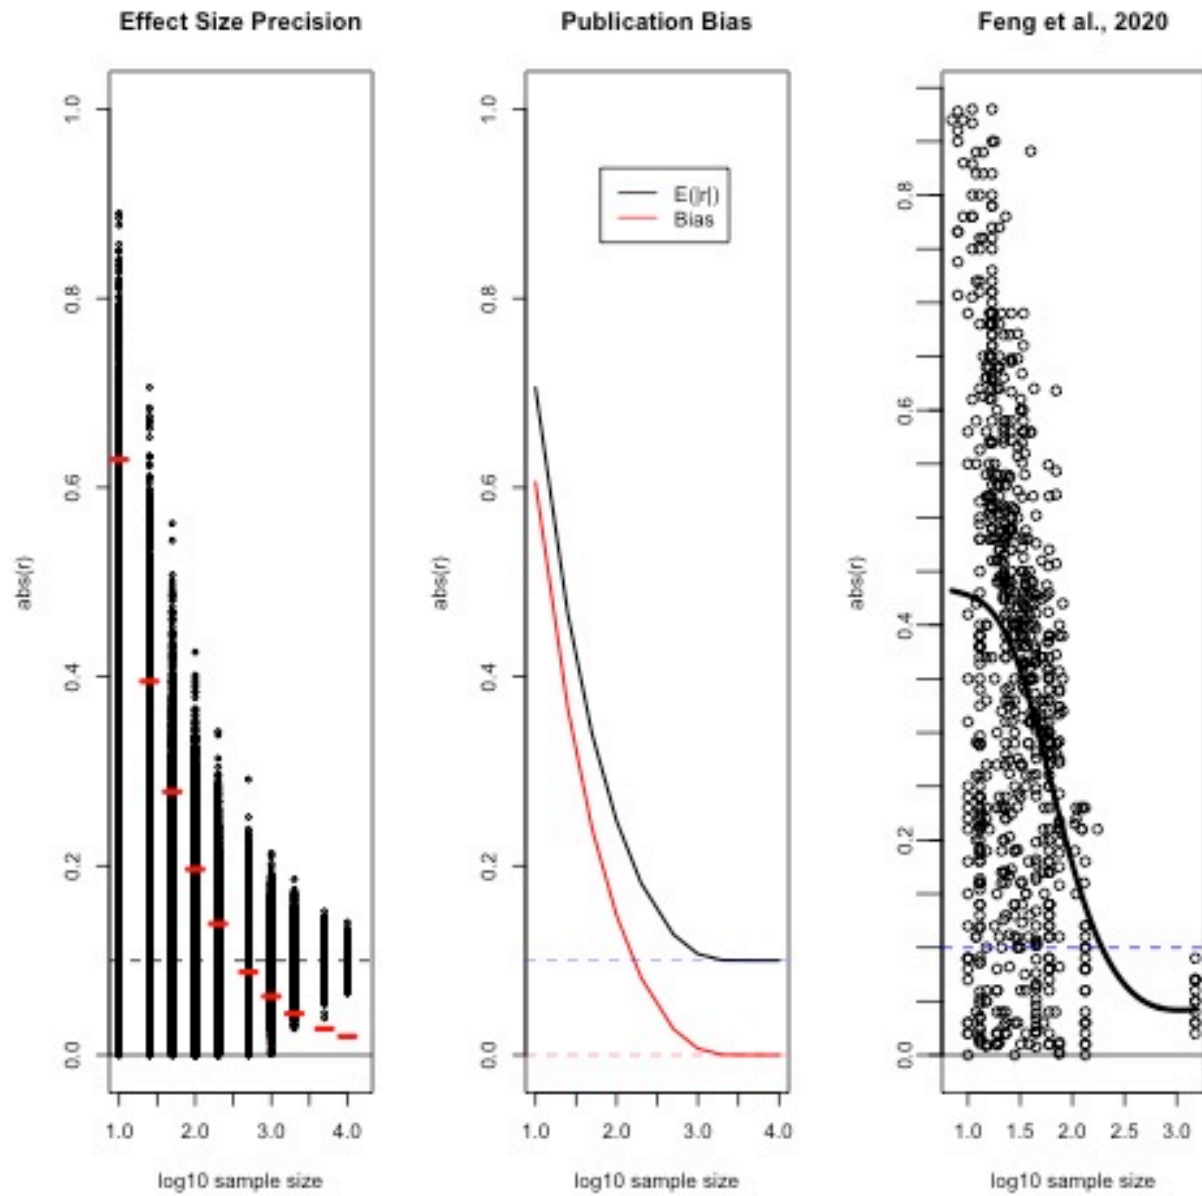 Effect Size Precision
abs(r)
1.0
0.8
0.6
0.4
0.2
0.0
1.0 2.0 3.0 4.0
log10 sample size
Publication Bias
abs(r)
1.0
0.8
0.6
0.4
0.2
0.0
E(|r|)
Bias
1.0 2.0 3.0 4.0
log10 sample size
Feng et al., 2020
abs(r)
0.8
0.6
0.4
0.2
0.0
1.0 1.5 2.0 2.5 3.0
log10 sample size